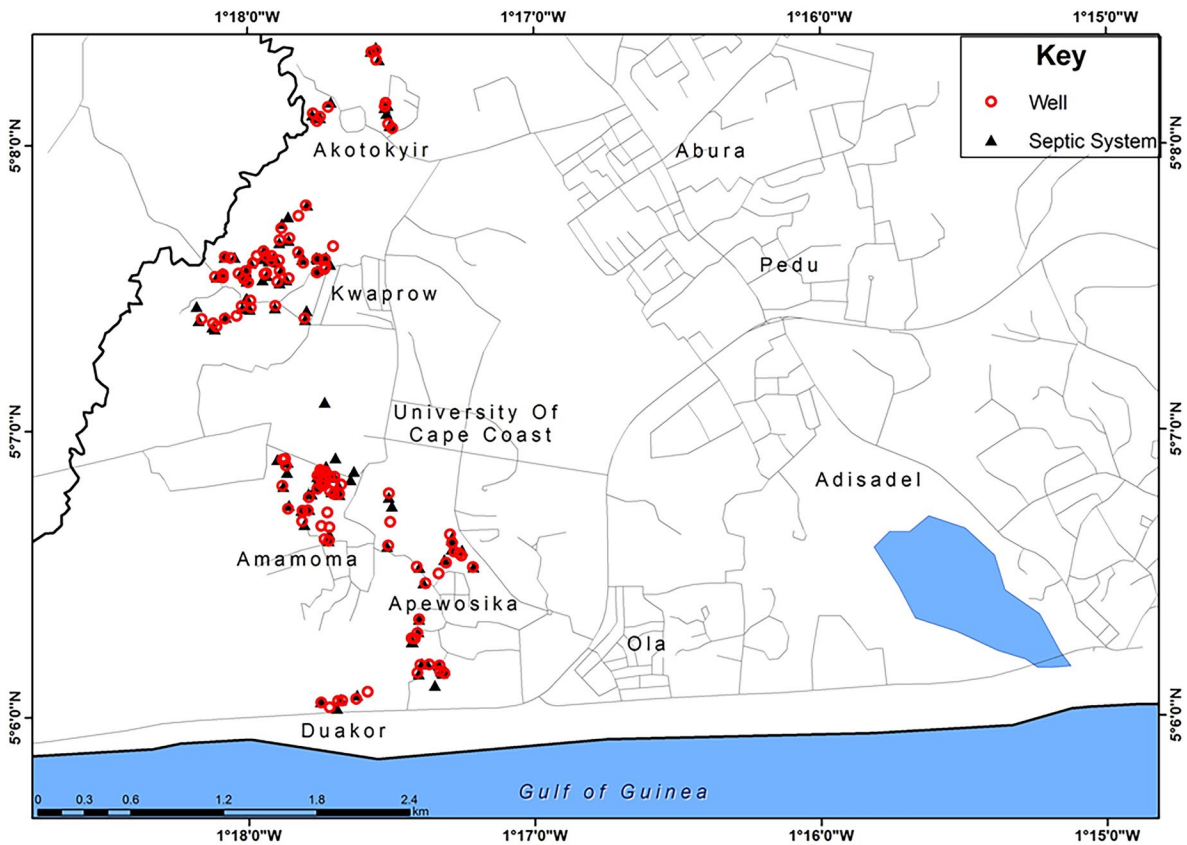 1°18'0"W 1°17'0"W 1°16'0"W 1°15'0"W
Key
Well
Septic System
5°8'0"N
5°8'0"N
Akotokyir
Abura
Pedu
Kwaprow
University Of
Cape Coast
5°7'0"N
5°7'0"N
Adisadel
Amamoma
Apewosika
Ola
5°6'0"N
5°6'0"N
Duakor
Gulf of Guinea
0 0.3 0.6 1.2 1.8 2.4
km
1°18'0"W 1°17'0"W 1°16'0"W 1°15'0"W